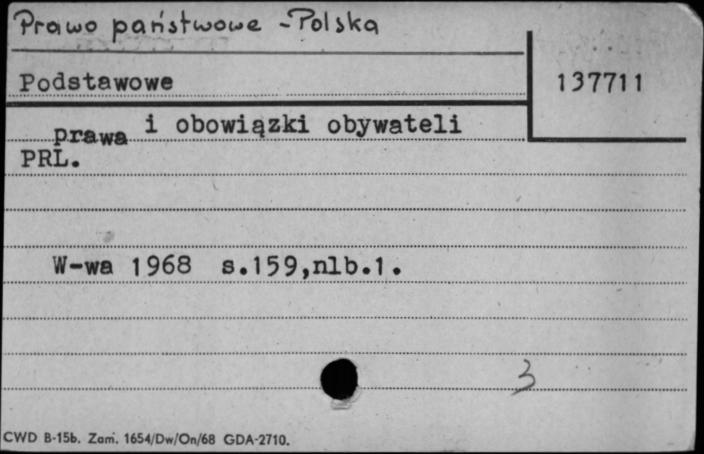 Prawo państwowe - Polska
Podstawowe
137711
prawa i obowiązki obywateli
PRL.
W-wa 1968 s.159,nlb.1.
3
CWD B-15b. Zam. 1654/Dw/On/68 GDA-2710.